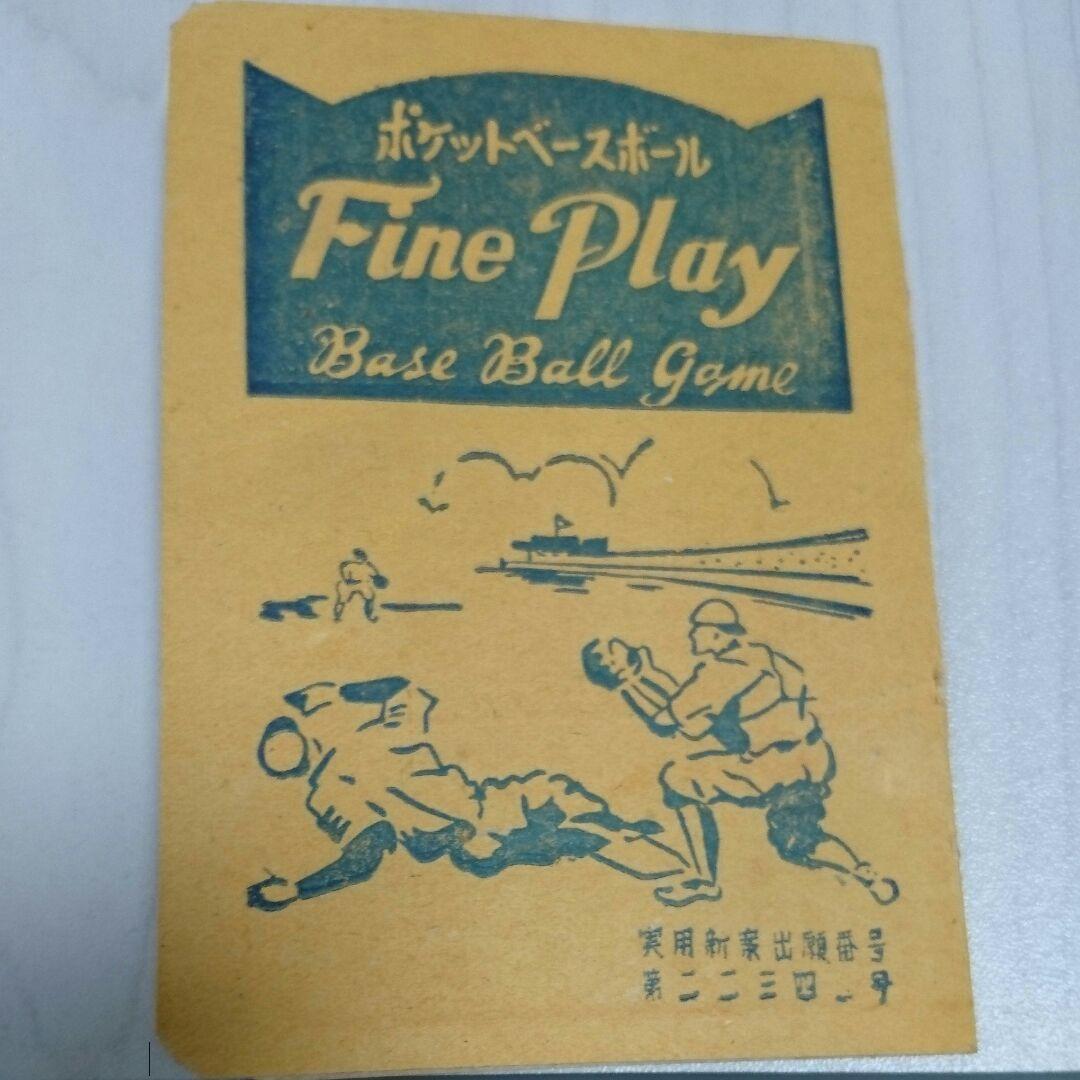 ポケットベースボール
Fine Play
Base Ball Game
実用新案出願番号
第二二三四 号